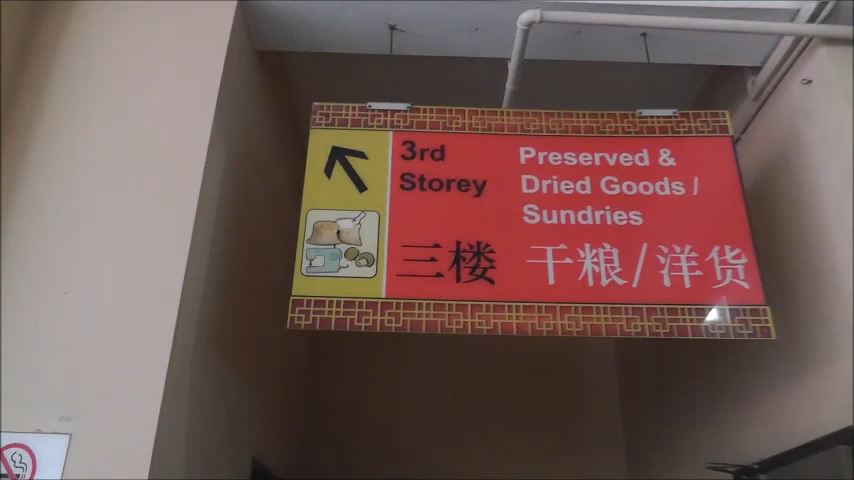 3rd
Storey
三楼
Preserved &
Dried Goods /
Sundries
干粮/洋货